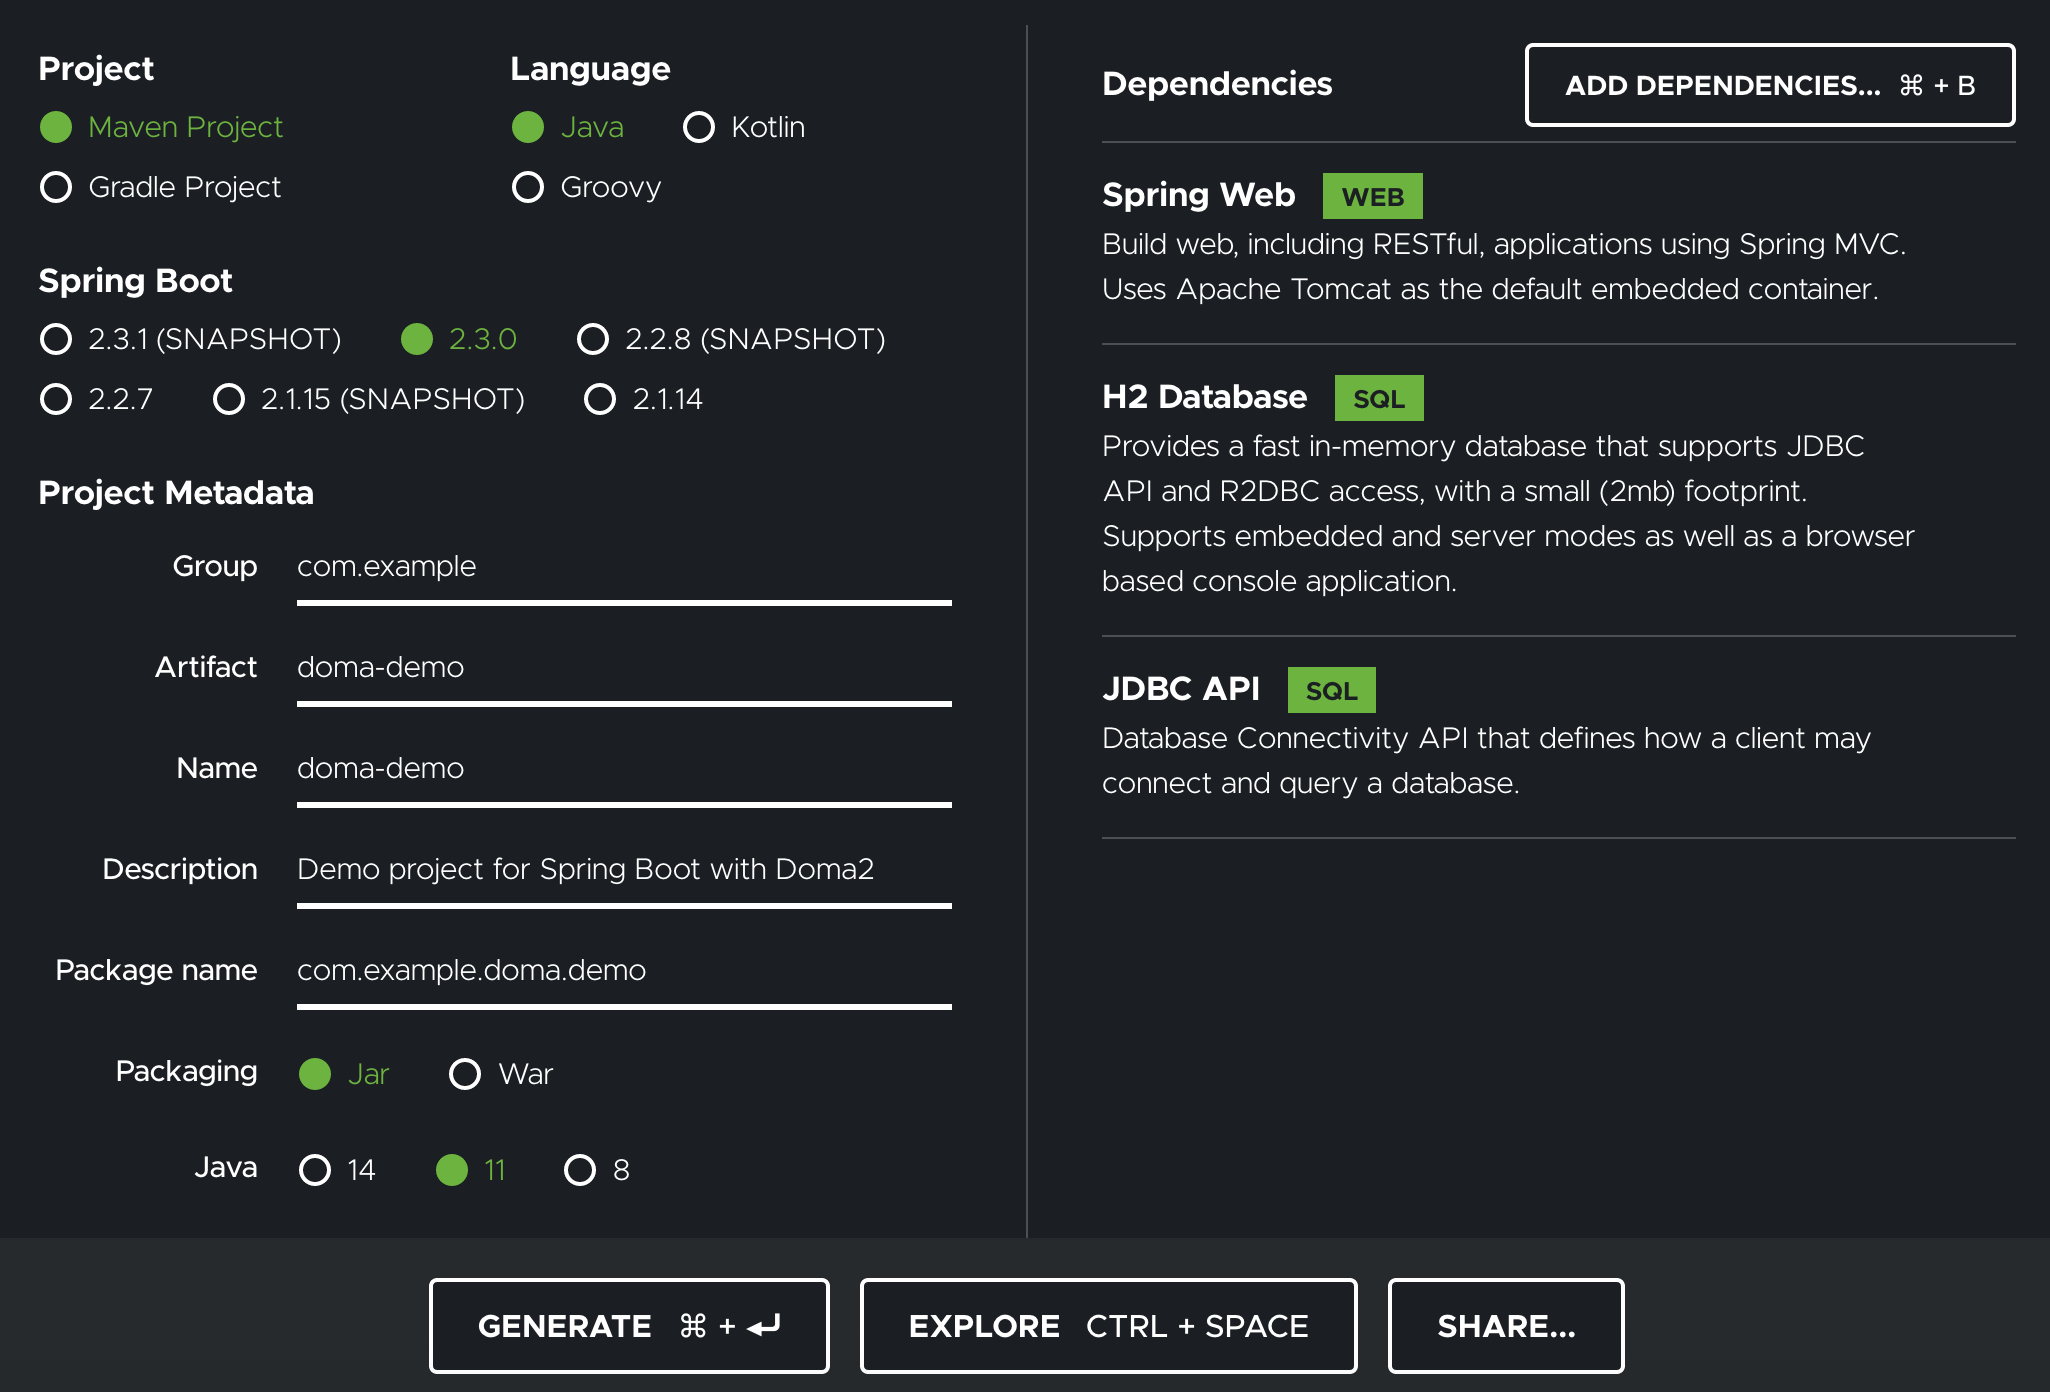 Project
Maven Project
Gradle Project
Language
Java Kotlin
Groovy
Spring Boot
2.3.1 (SNAPSHOT) 2.3.0 2.2.8 (SNAPSHOT)
2.2.7 2.1.15 (SNAPSHOT) 2.1.14
Project Metadata
Group com.example
Artifact doma-demo
Name doma-demo
Description Demo project for Spring Boot with Doma2
Package name com.example.doma.demo
Packaging Jar War
Java 14 11 8
Dependencies
ADD DEPENDENCIES... ⌘ + B
Spring Web WEB
Build web, including RESTful, applications using Spring MVC.
Uses Apache Tomcat as the default embedded container.
H2 Database SQL
Provides a fast in-memory database that supports JDBC
API and R2DBC access, with a small (2mb) footprint.
Supports embedded and server modes as well as a browser
based console application.
JDBC API SQL
Database Connectivity API that defines how a client may
connect and query a database.
GENERATE ⌘ + ↵
EXPLORE CTRL + SPACE
SHARE...